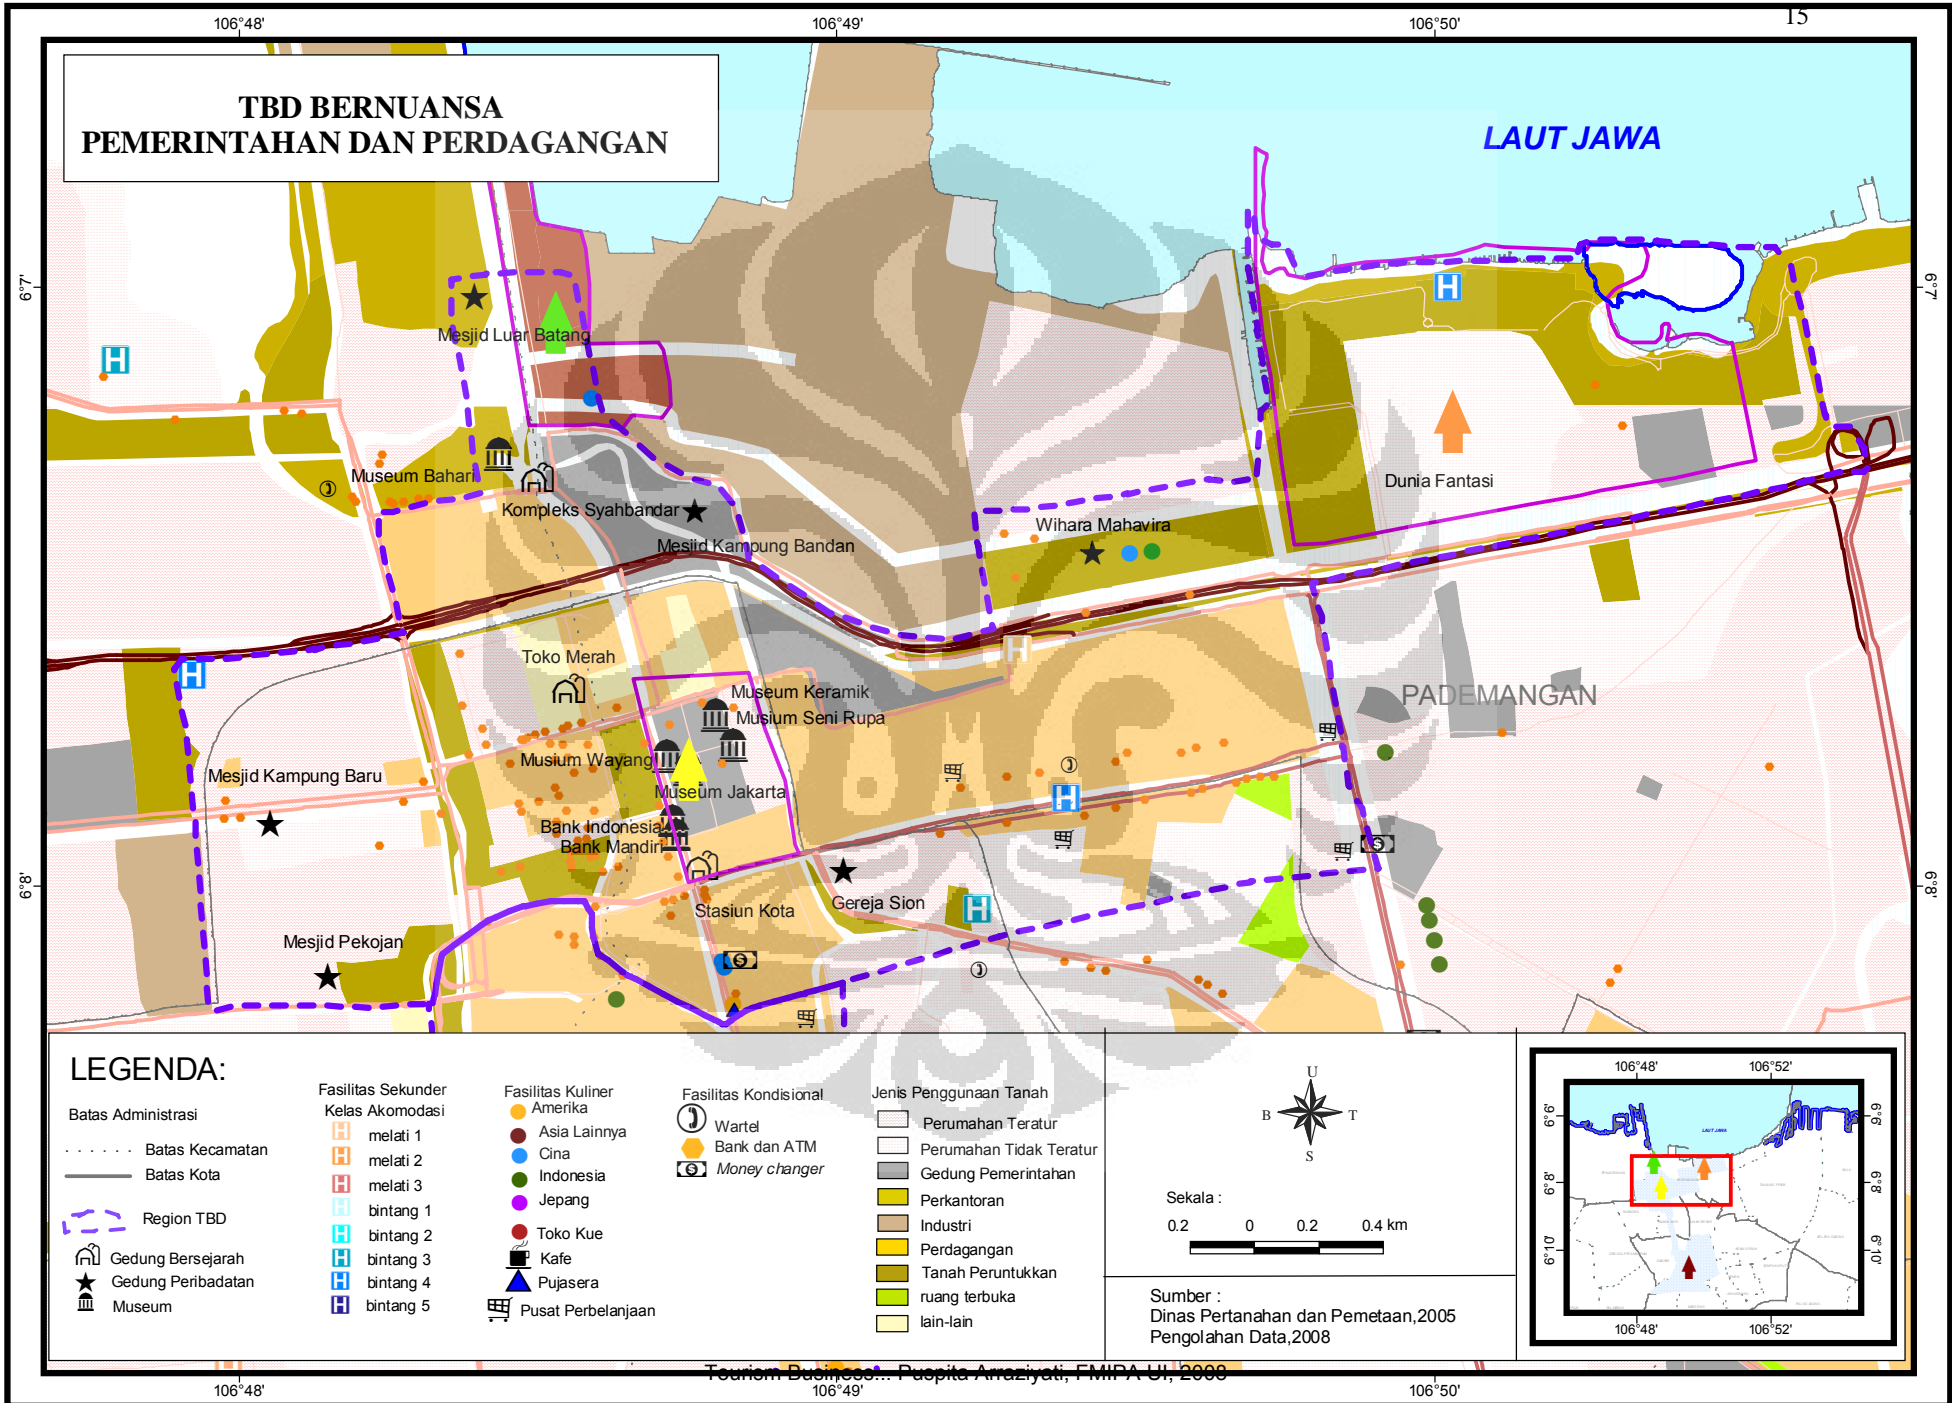 15
106°48'
106°49'
106°50'
TBD BERNUANSA
PEMERINTAHAN DAN PERDAGANGAN
LAUT JAWA
6°7'
6°7'
Mesjid Luar Batang
Museum Bahari
Kompleks Syahbandar
Mesjid Kampung Bandan
Wihara Mahavira
Dunia Fantasi
Toko Merah
Museum Keramik
Musium Seni Rupa
PADEMANGAN
Musium Wayang
Mesjid Kampung Baru
Museum Jakarta
Bank Indonesia
Bank Mandiri
6°8'
6°8'
Gereja Sion
Stasiun Kota
Mesjid Pekojan
LEGENDA:
Batas Administrasi
Batas Kecamatan
Batas Kota
Region TBD
Gedung Bersejarah
Gedung Peribadatan
Museum
Fasilitas Sekunder
Kelas Akomodasi
melati 1
melati 2
melati 3
bintang 1
bintang 2
bintang 3
bintang 4
bintang 5
Fasilitas Kuliner
Amerika
Asia Lainnya
Cina
Indonesia
Jepang
Toko Kue
Kafe
Pujasera
Pusat Perbelanjaan
Fasilitas Kondisional
Wartel
Bank dan ATM
Money changer
Jenis Penggunaan Tanah
Perumahan Teratur
Perumahan Tidak Teratur
Gedung Pemerintahan
Perkantoran
Industri
Perdagangan
Tanah Peruntukkan
ruang terbuka
lain-lain
U
B T
S
Sekala :
0.2 0 0.2 0.4 km
Sumber :
Dinas Pertanahan dan Pemetaan,2005
Pengolahan Data,2008
106°48'
106°52'
6°6'
6°6'
LAUT JAWA
6°8'
6°8'
6°10'
6°10'
106°48'
106°52'
Tourism Business... Puspita Arraziyati, FMIPA UI, 2008
106°48'
106°49'
106°50'